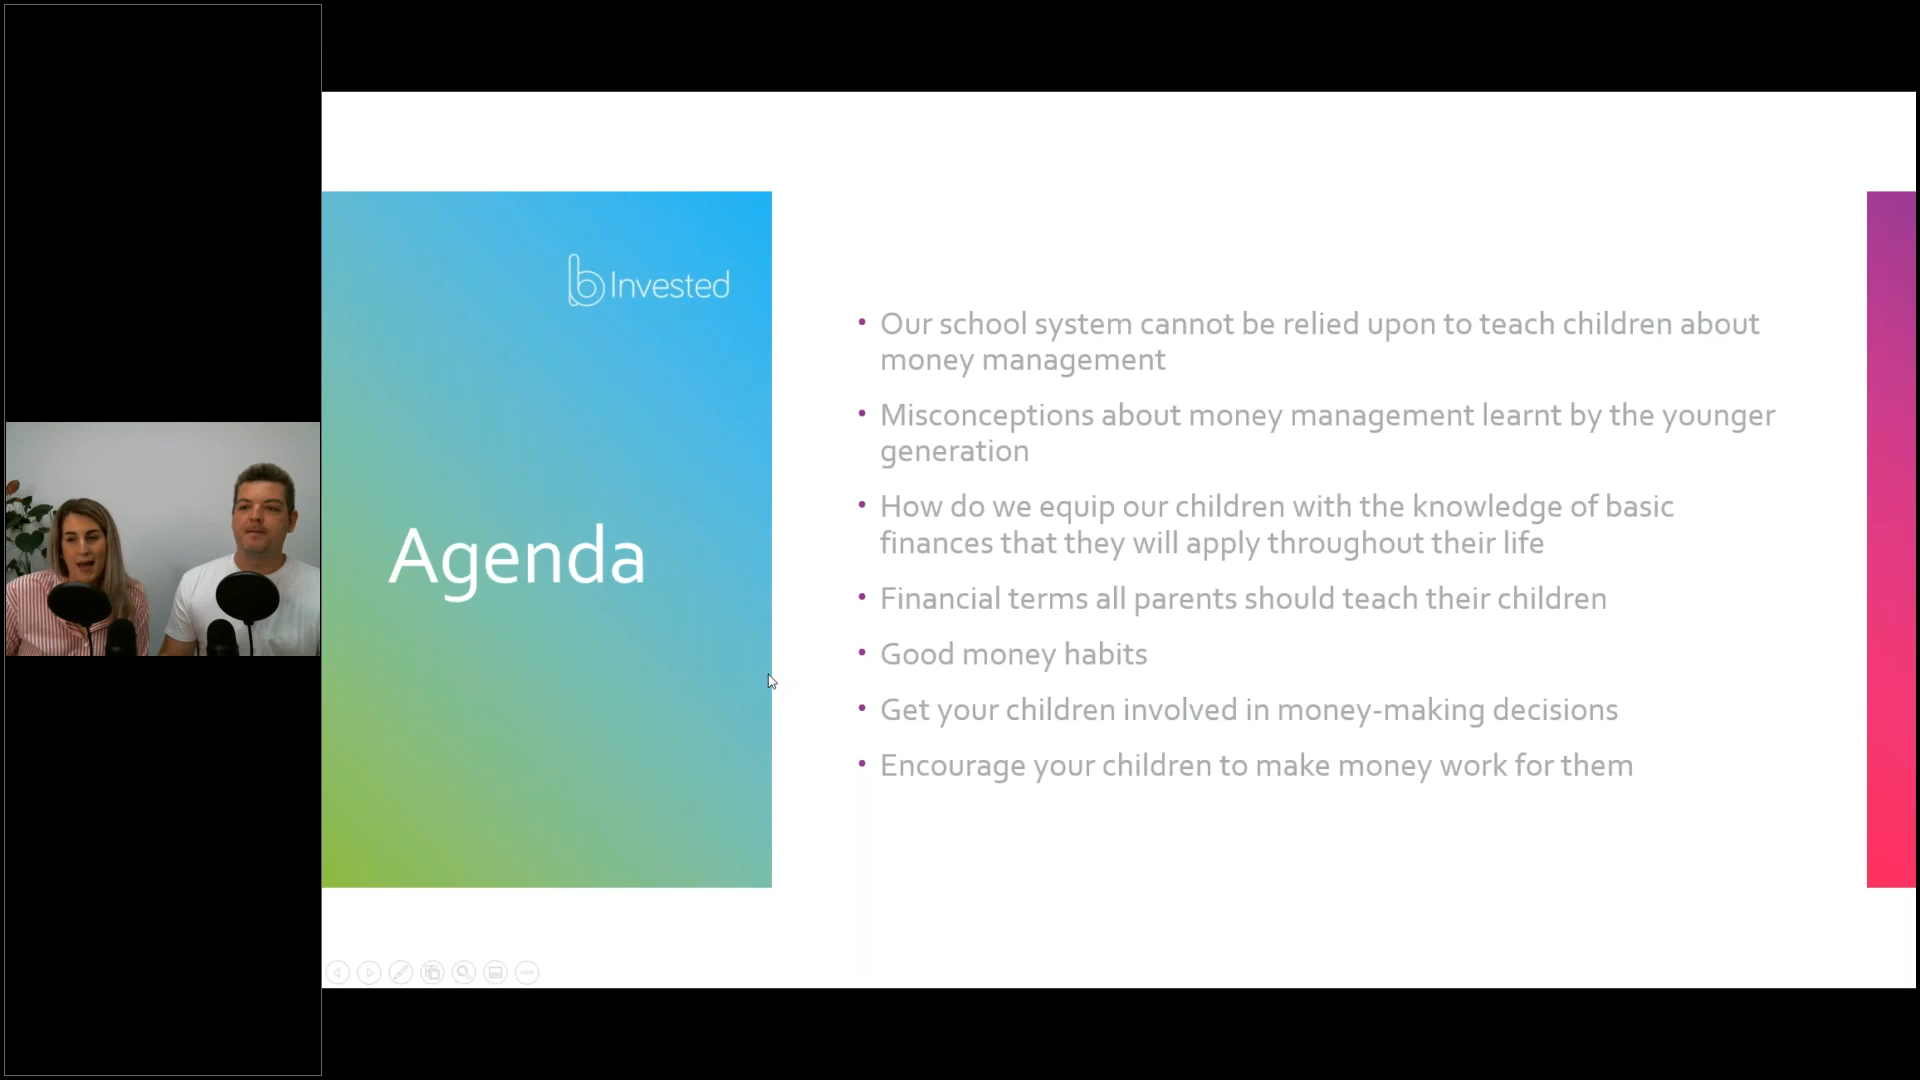 b Invested
Agenda
• Our school system cannot be relied upon to teach children about
money management
• Misconceptions about money management learnt by the younger
generation
• How do we equip our children with the knowledge of basic
finances that they will apply throughout their life
• Financial terms all parents should teach their children
• Good money habits
• Get your children involved in money-making decisions
• Encourage your children to make money work for them